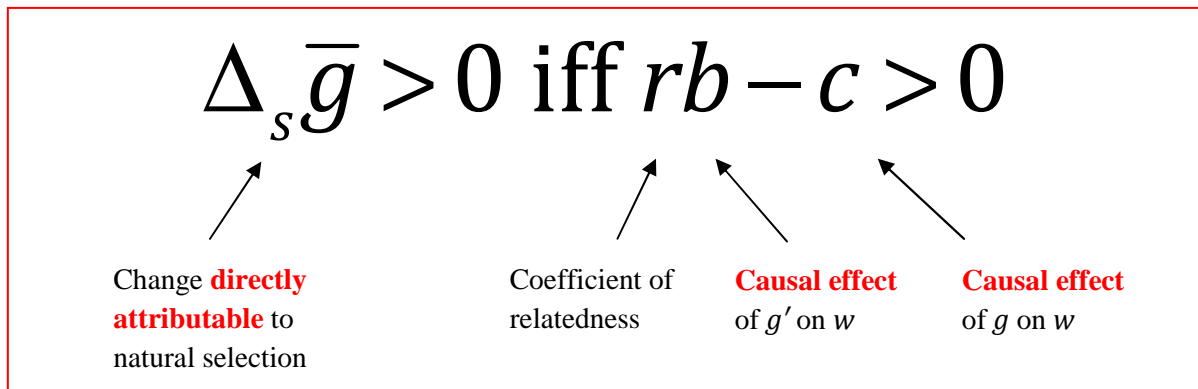 Δₛg̅ > 0 iff rb − c > 0
Change directly
attributable to
natural selection
Coefficient of
relatedness
Causal effect
of g′ on w
Causal effect
of g on w